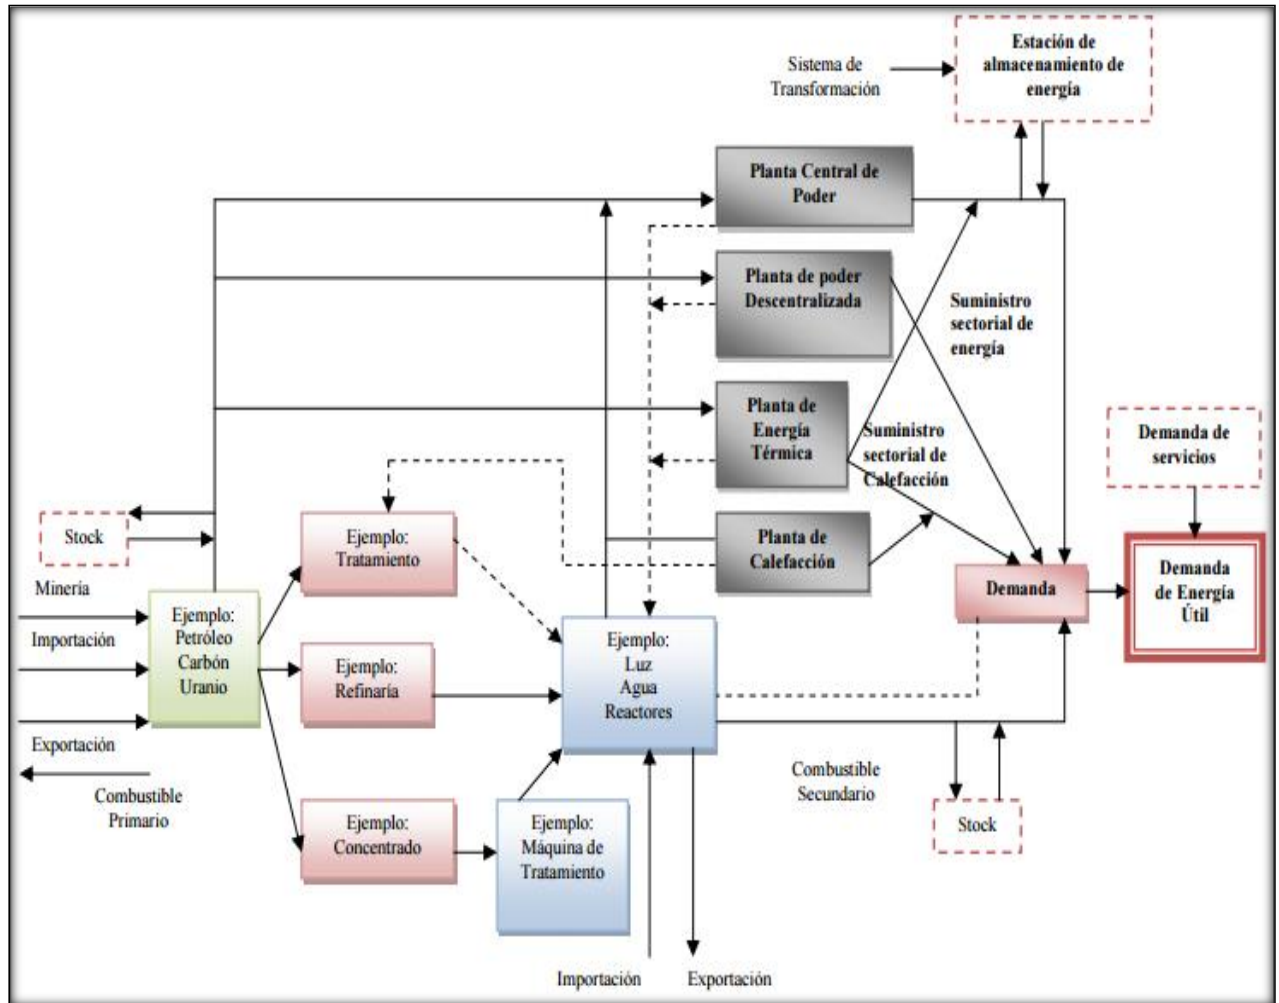 Estación de
almacenamiento de
energía
Sistema de
Transformación
Planta Central de
Poder
Planta de poder
Descentralizada
Suministro
sectorial de
energía
Planta de
Energía
Térmica
Suministro
sectorial de
Calefacción
Demanda de
servicios
Stock
Ejemplo:
Tratamiento
Planta de
Calefacción
Demanda
Demanda
de Energía
Útil
Minería
Importación
Exportación
Combustible
Primario
Ejemplo:
Petróleo
Carbón
Uranio
Ejemplo:
Refinaría
Ejemplo:
Luz
Agua
Reactores
Combustible
Secundario
Stock
Ejemplo:
Concentrado
Ejemplo:
Máquina de
Tratamiento
Importación
Exportación